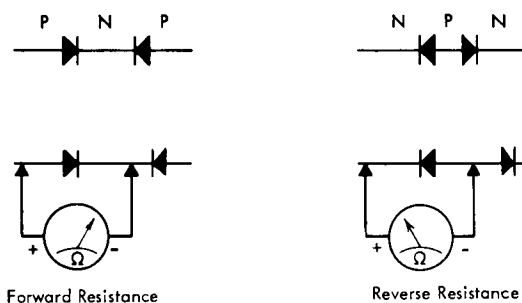 P N P
N P N
+ Ω -
+ Ω -
Forward Resistance
Reverse Resistance